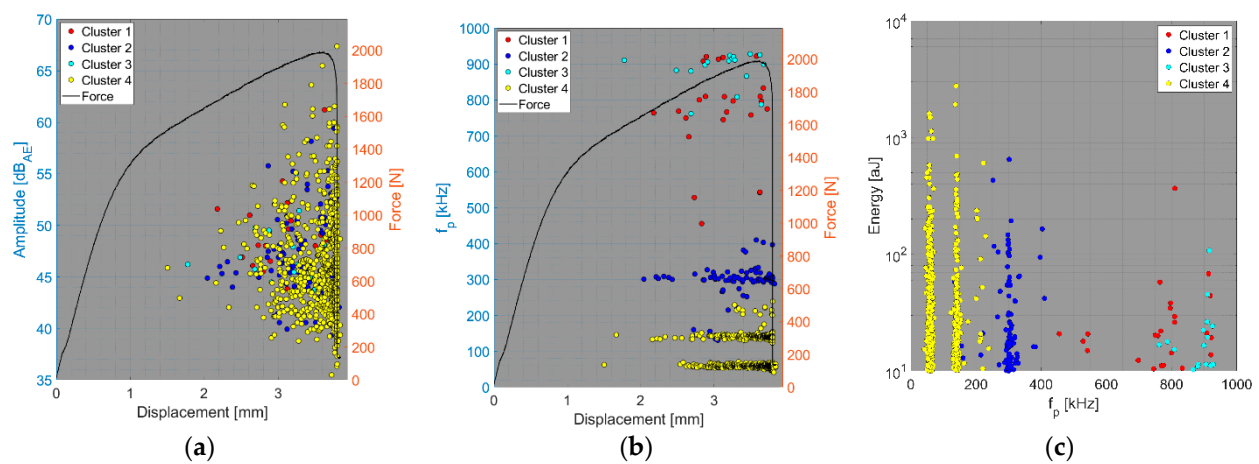 70
65
60
55
50
45
40
35
Amplitude [dB_AE]
Cluster 1
Cluster 2
Cluster 3
Cluster 4
Force
2000
1800
1600
1400
1200
1000
800
600
400
200
0
Force [N]
0 1 2 3
Displacement [mm]
(a)
1000
900
800
700
600
500
400
300
200
100
0
f_p [kHz]
Cluster 1
Cluster 2
Cluster 3
Cluster 4
Force
2000
1800
1600
1400
1200
1000
800
600
400
200
0
Force [N]
0 1 2 3
Displacement [mm]
(b)
10^4
10^3
10^2
10^1
Energy [aJ]
Cluster 1
Cluster 2
Cluster 3
Cluster 4
0 200 400 600 800 1000
f_p [kHz]
(c)